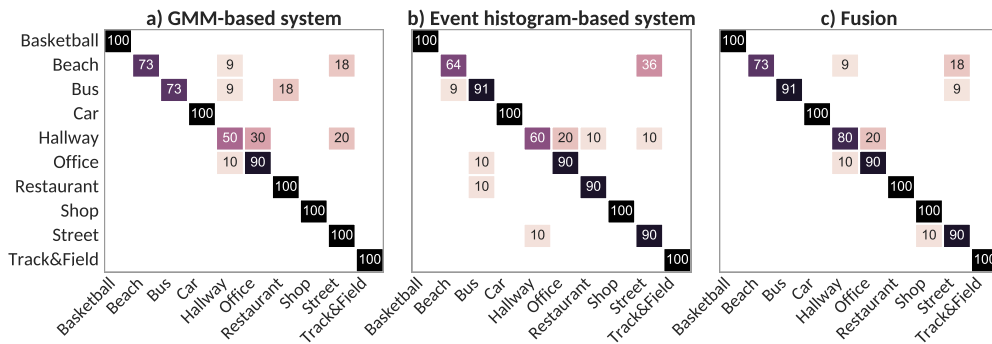 a) GMM-based system b) Event histogram-based system c) Fusion
Basketball 100 100 100
Beach 73 9 18 64 36 73 9 18
Bus 73 9 18 9 91 91 9
Car 100 100 100
Hallway 50 30 20 60 20 10 10 80 20
Office 10 90 10 90 10 90
Restaurant 100 10 90 100
Shop 100 100 100
Street 100 10 90 10 90
Track&Field 100 100 100
Basketball Beach Bus Car Hallway Office Restaurant Shop Street Track&Field Basketball Beach Bus Car Hallway Office Restaurant Shop Street Track&Field Basketball Beach Bus Car Hallway Office Restaurant Shop Street Track&Field